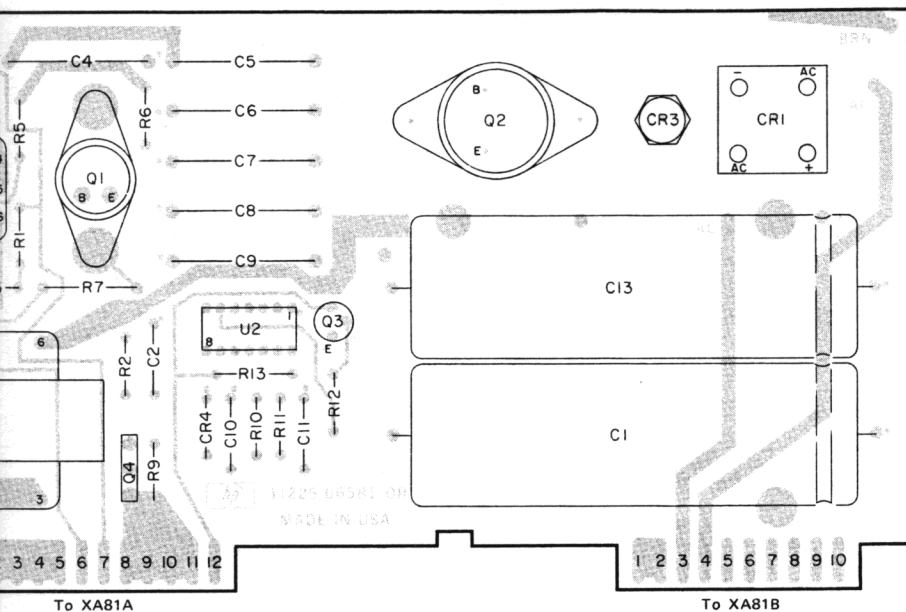 BRN
C4
C5
AC
C6
B
Q2
E
CR3
-
AC
CR1
AC
+
R5
R6
C7
Q1
B E
C8
R1
C9
R7
C13
U2
1
8
Q3
E
6
R2
C2
R13
R12
CR4
C10
R10
R11
C11
C1
Q4
R9
3
MADE IN USA
3 4 5 6 7 8 9 10 11 12
1 2 3 4 5 6 7 8 9 10
To XA81A
To XA81B